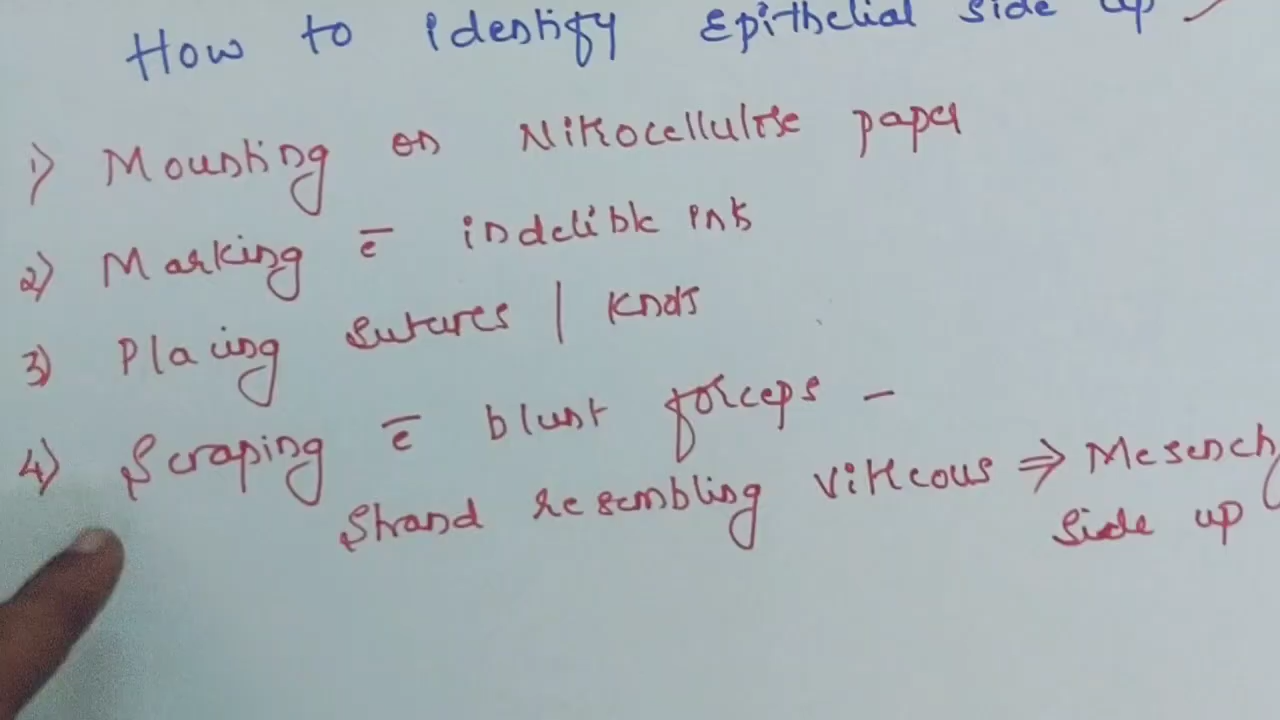 How to identify Epithelial side up
1) Mounting on Nitrocellulose paper
2) Marking c̅ indelible ink
3) Placing sutures | knots
4) Scraping c̅ blunt forceps -
Strand resembling vitreous ⇒ Mesench
side up